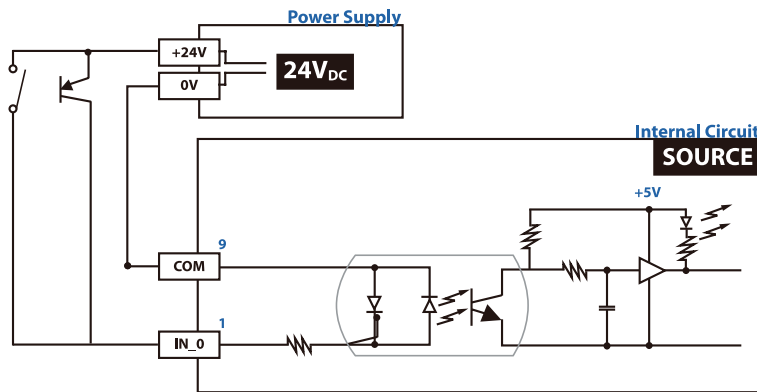 Power Supply
+24V
24VDC
0V
Internal Circuit
SOURCE
+5V
9
COM
1
IN_0